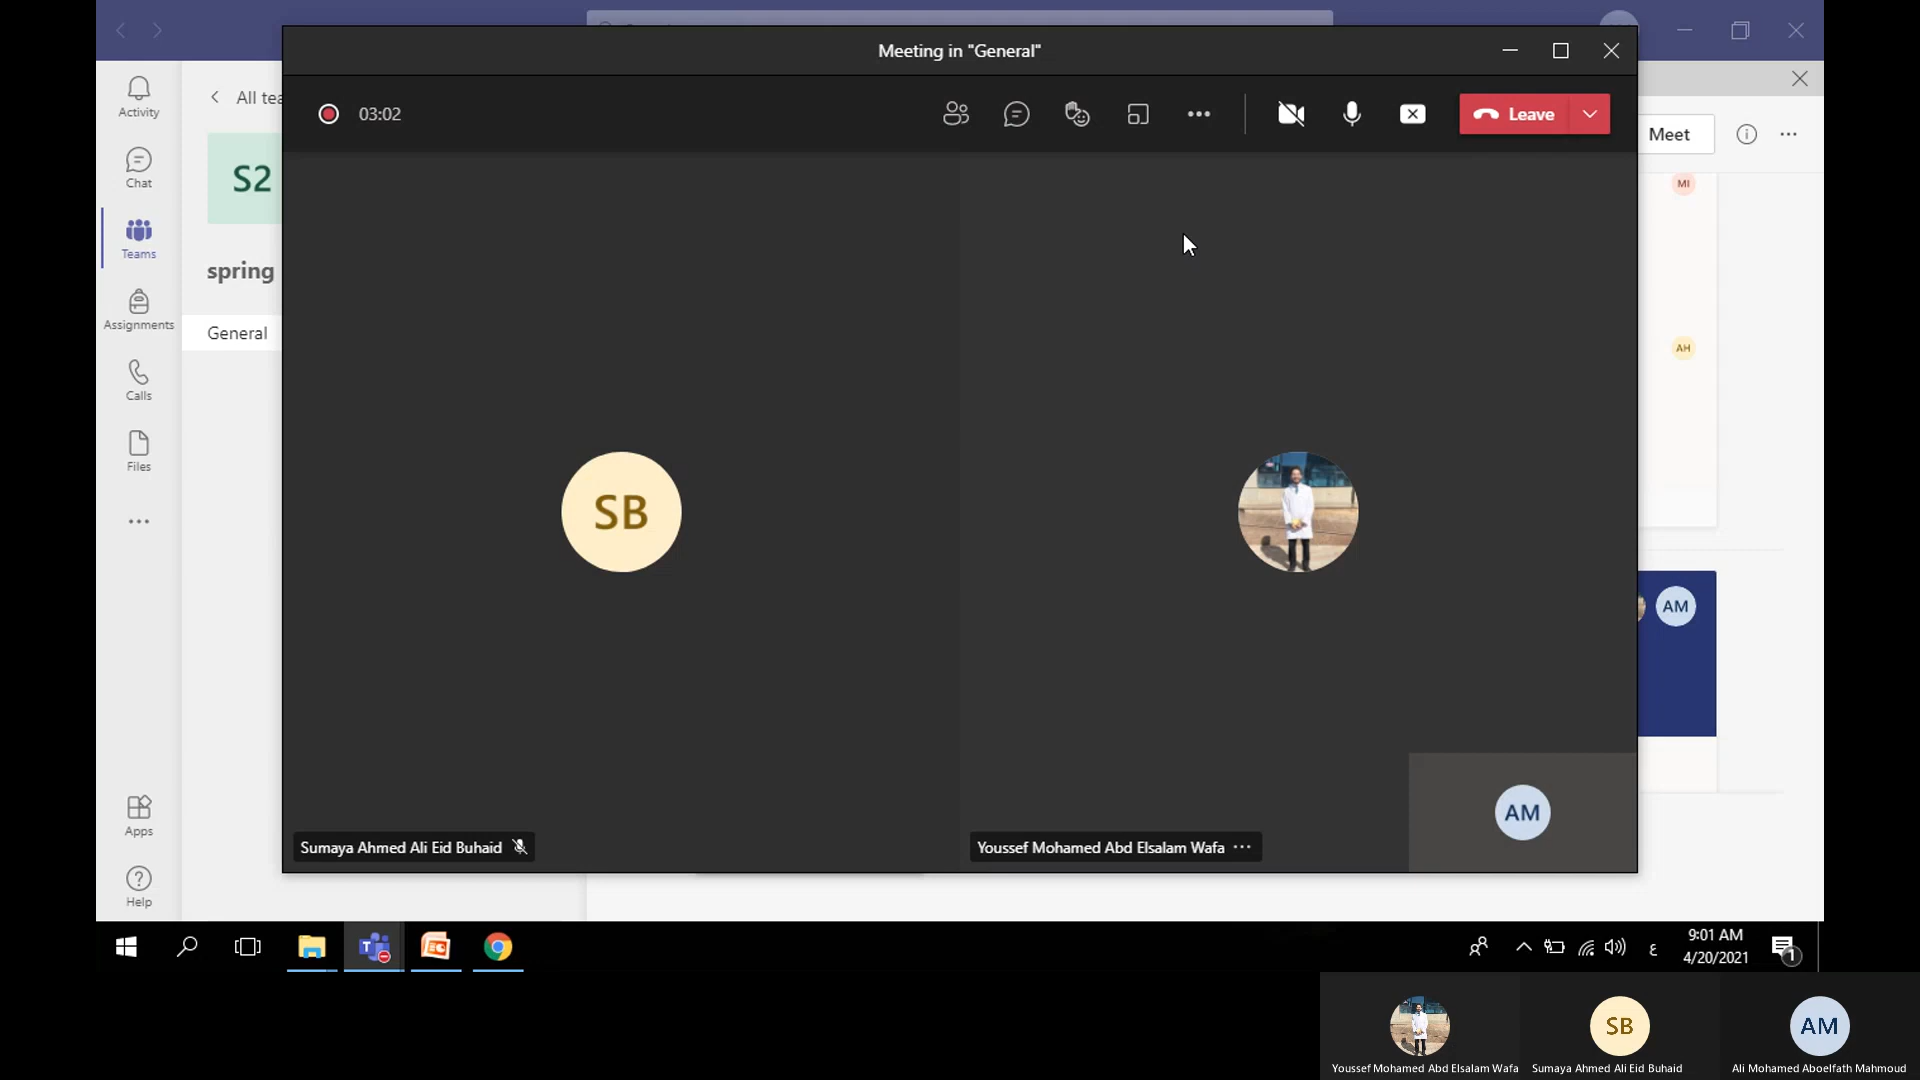 Meeting in "General"
03:02
Leave
Activity
Chat
Teams
Assignments
Calls
Files
Apps
Help
All tea
S2
spring
General
Meet
MI
AH
AM
SB
Sumaya Ahmed Ali Eid Buhaid
Youssef Mohamed Abd Elsalam Wafa
AM
ع
9:01 AM
4/20/2021
1
SB
AM
Youssef Mohamed Abd Elsalam Wafa
Sumaya Ahmed Ali Eid Buhaid
Ali Mohamed Aboelfath Mahmoud